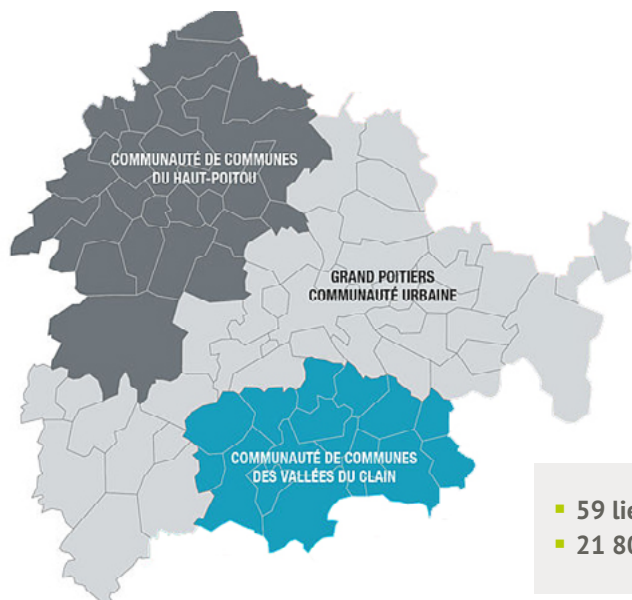 COMMUNAUTÉ DE COMMUNES
DU HAUT-POITOU
GRAND POITIERS
COMMUNAUTÉ URBAINE
COMMUNAUTÉ DE COMMUNES
DES VALLÉES DU CLAIN
59
21